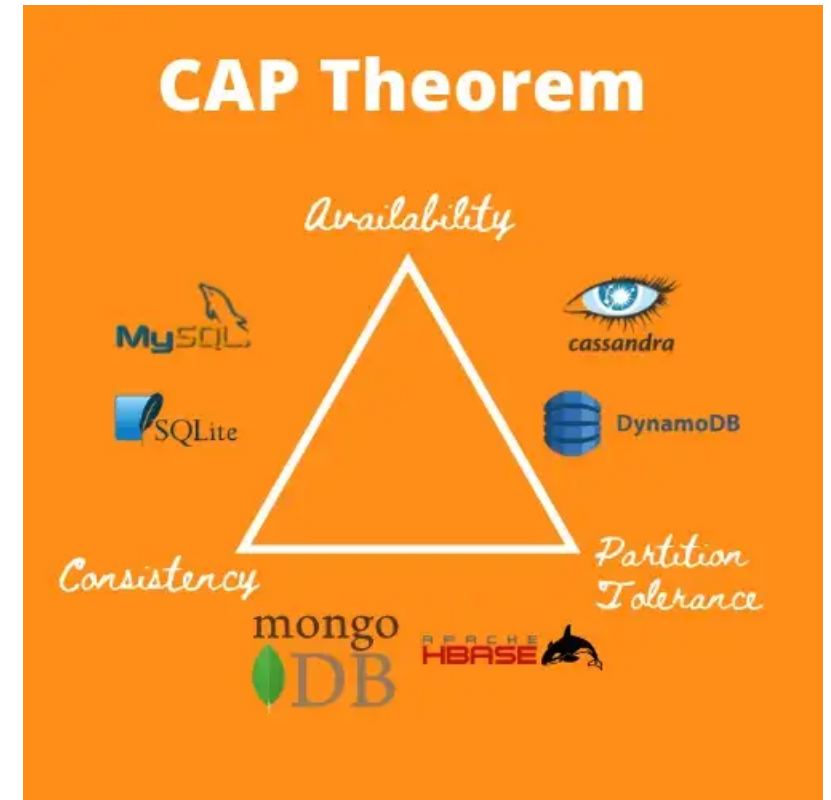 CAP Theorem
Availability
MySQL
cassandra
SQLite
DynamoDB
Consistency
Partition
Tolerance
mongo
DB
APACHE
HBASE